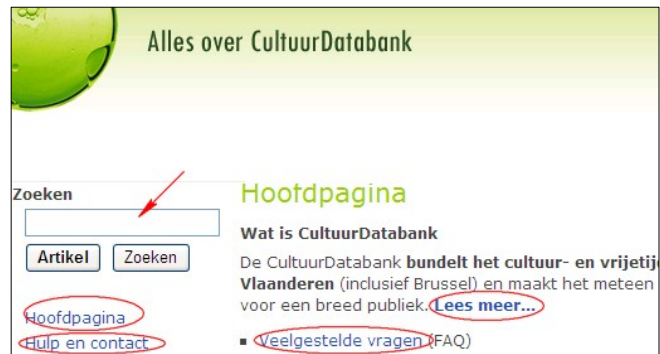 Alles over CultuurDatabank
Zoeken
Artikel Zoeken
Hoofdpagina
Hulp en contact
Hoofdpagina
Wat is CultuurDatabank
De CultuurDatabank bundelt het cultuur- en vrijetij
Vlaanderen (inclusief Brussel) en maakt het meteen
voor een breed publiek. Lees meer...
Veelgestelde vragen (FAQ)